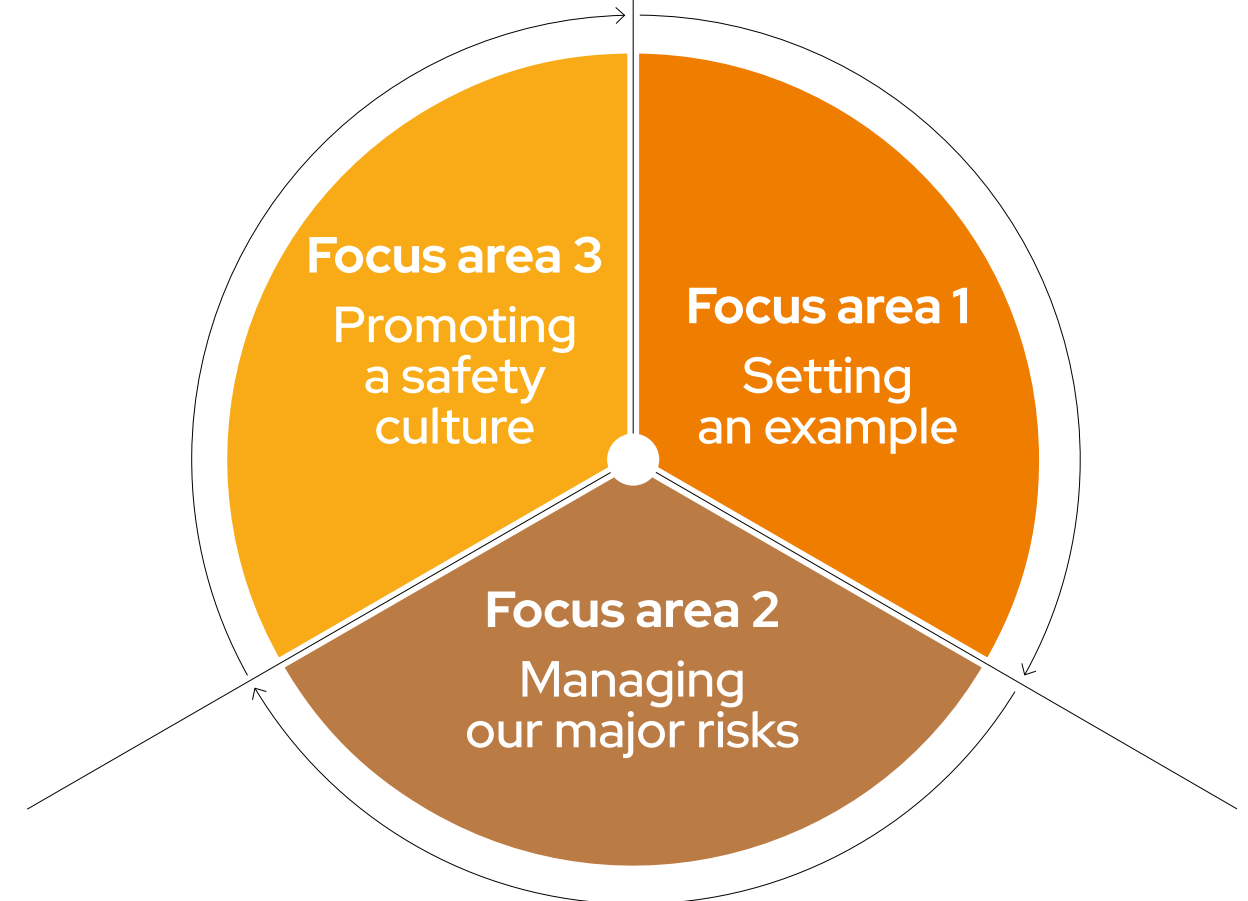 Focus area 3
Promoting
a safety
culture
Focus area 1
Setting
an example
Focus area 2
Managing
our major risks